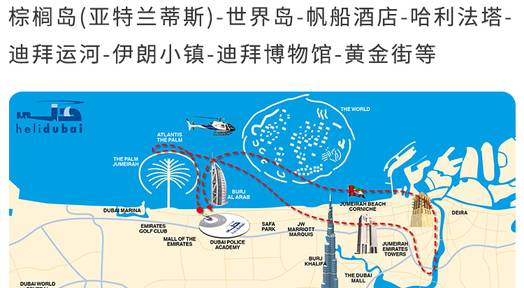 棕榈岛(亚特兰蒂斯)-世界岛-帆船酒店-哈利法塔-
迪拜运河-伊朗小镇-迪拜博物馆-黄金街等
helidubai
THE WORLD
ATLANTIS
THE PALM
THE PALM
JUMEIRAH
BURJ
AL ARAB
JUMEIRAH BEACH
CORNICHE
DEIRA
DUBAI MARINA
EMIRATES
GOLF CLUB
MALL OF THE
EMIRATES
DUBAI POLICE
ACADEMY
SAFA
PARK
JW
MARRIOTT
MARQUIS
JUMEIRAH
EMIRATES
TOWERS
BURJ
KHALIFA
THE DUBAI
MALL
DUBAI WORLD